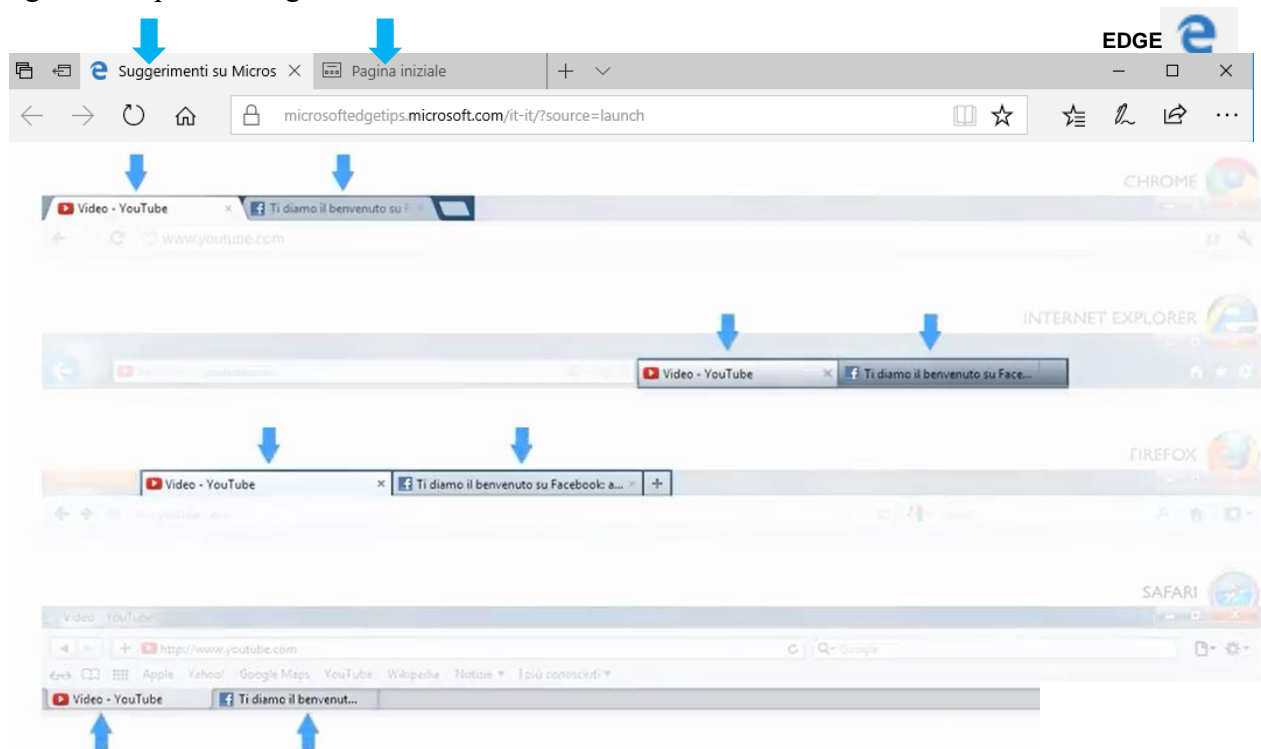 EDGE
Suggerimenti su Micros
Pagina iniziale
microsoftedgetips.microsoft.com/it-it/?source=launch
CHROME
Video - YouTube
Ti diamo il benvenuto su F
www.youtube.com
INTERNET EXPLORER
Video - YouTube
Ti diamo il benvenuto su Face...
FIREFOX
Video - YouTube
Ti diamo il benvenuto su Facebook: a...
SAFARI
Video YouTube
http://www.youtube.com
Google
Apple Yahoo! Google Maps YouTube Wikipedia Notizie I più conosciuti
Video - YouTube
Ti diamo il benvenut...